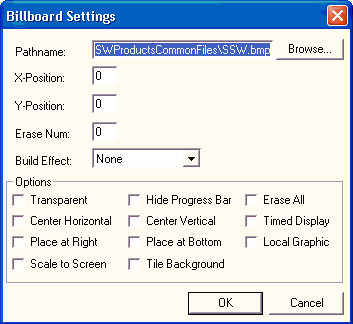 Billboard Settings
Pathname: SWProductsCommonFiles\SSW.bmp Browse...
X-Position: 0
Y-Position: 0
Erase Num: 0
Build Effect: None
Options
Transparent Hide Progress Bar Erase All
Center Horizontal Center Vertical Timed Display
Place at Right Place at Bottom Local Graphic
Scale to Screen Tile Background
OK Cancel